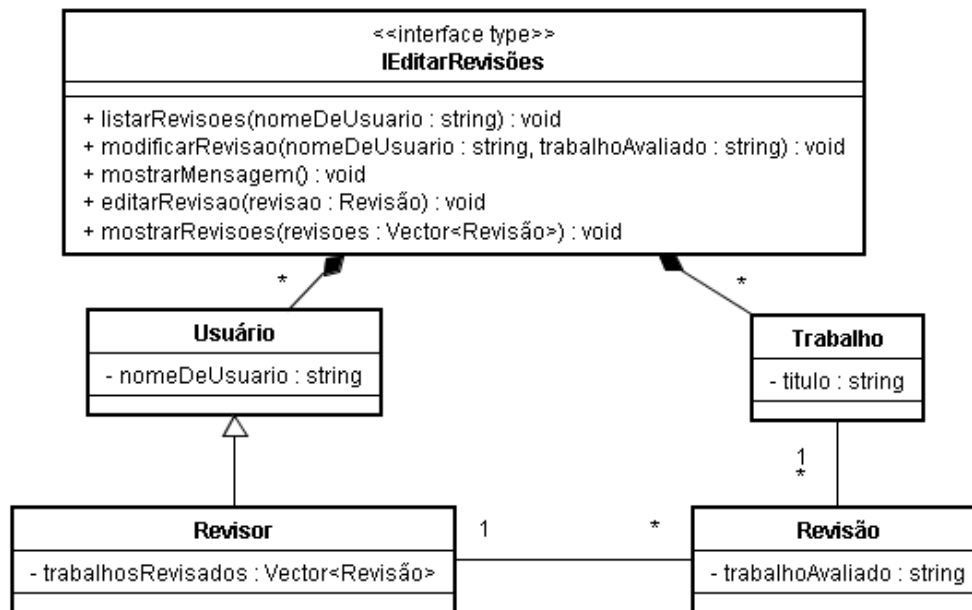 <<interface type>>
IEditarRevisões
+ listarRevisoes(nomeDeUsuario : string) : void
+ modificarRevisao(nomeDeUsuario : string, trabalhoAvaliado : string) : void
+ mostrarMensagem() : void
+ editarRevisao(revisao : Revisão) : void
+ mostrarRevisoes(revisoes : Vector<Revisão>) : void
*
*
Usuário
- nomeDeUsuario : string
Trabalho
- titulo : string
1
*
Revisor
- trabalhosRevisados : Vector<Revisão>
1
*
Revisão
- trabalhoAvaliado : string